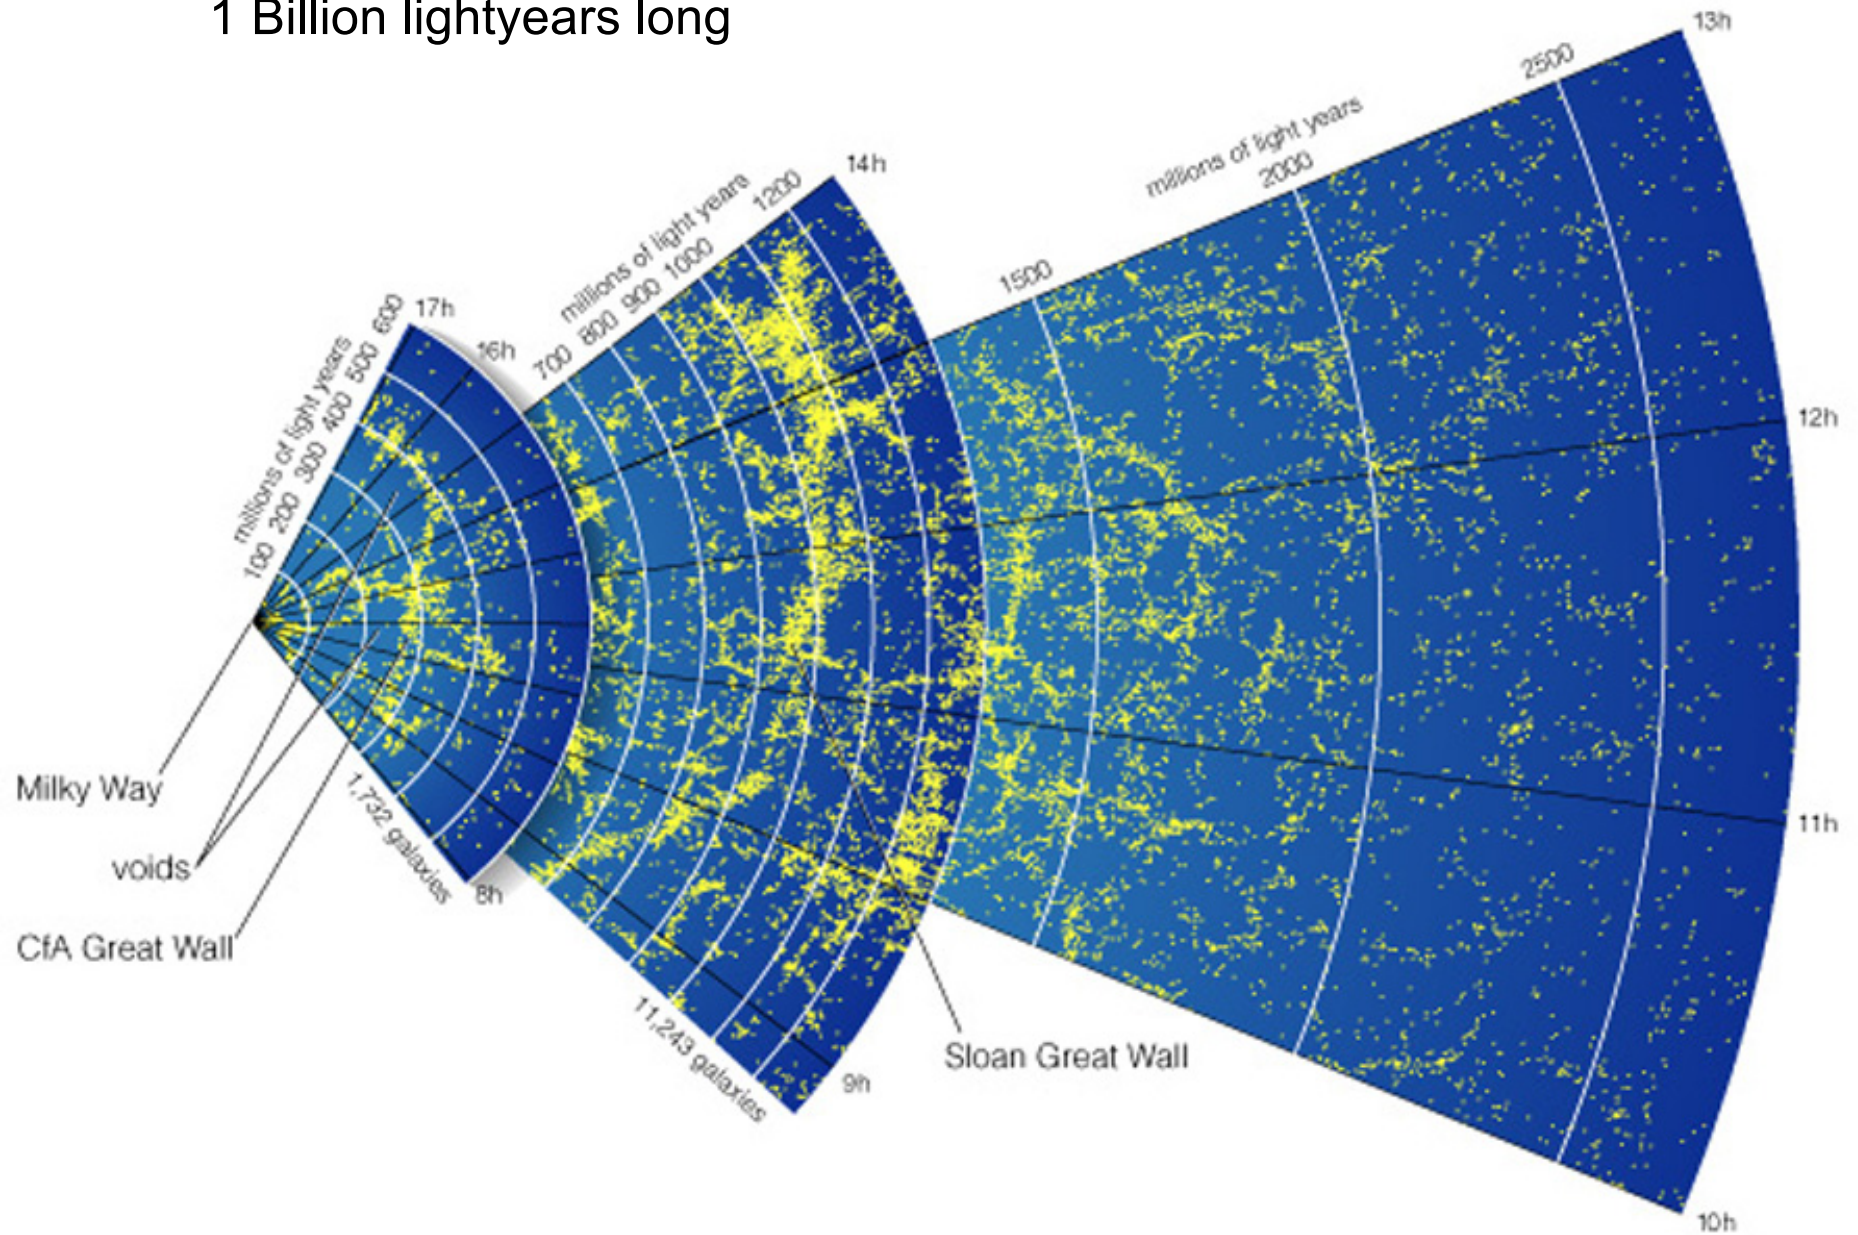 1 Billion lightyears long
13h
2500
millions of light years
2000
14h
millions of light years
1200
1000
900
800
700
1500
17h
16h
millions of light years
600
500
400
300
200
100
12h
Milky Way
1,732 galaxies
11h
voids
8h
CfA Great Wall
11,243 galaxies
Sloan Great Wall
9h
10h